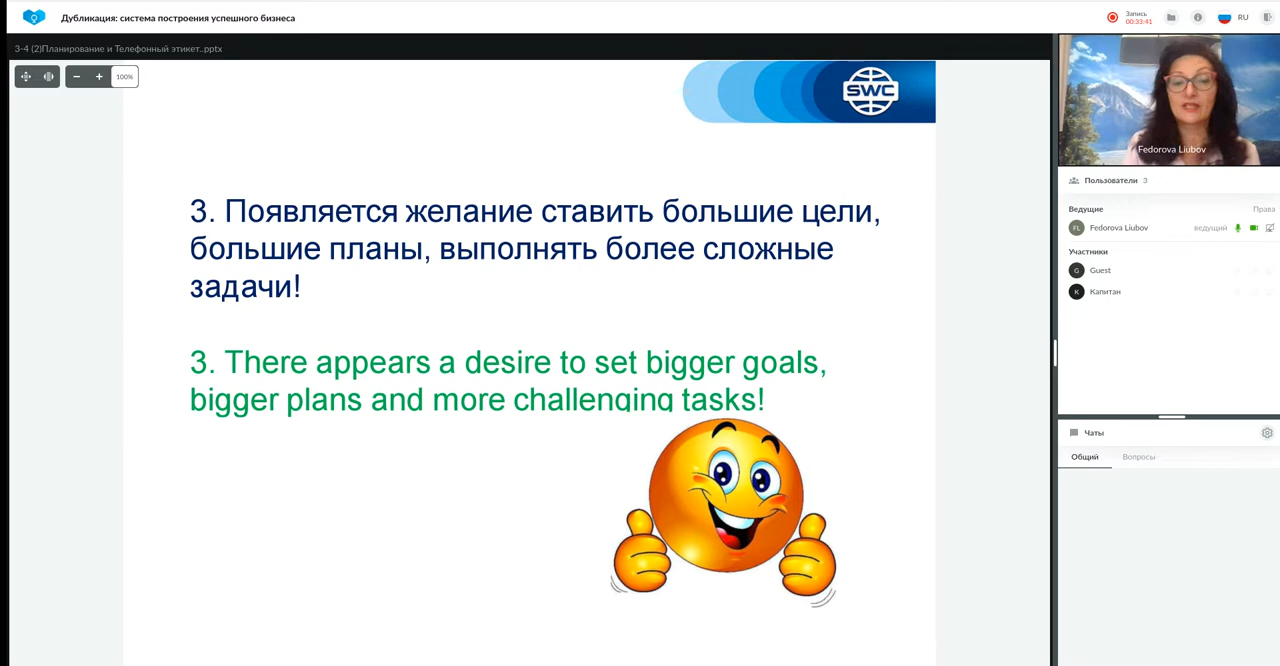 Дубликация: система построения успешного бизнеса
Запись
00:33:41
RU
3-4 (2)Планирование и Телефонный этикет..pptx
100%
SWC
3. Появляется желание ставить большие цели,
большие планы, выполнять более сложные
задачи!
3. There appears a desire to set bigger goals,
bigger plans and more challenging tasks!
Fedorova Liubov
Пользователи 3
Ведущие Права
FL Fedorova Liubov ведущий
Участники
G Guest
К Капитан
Чаты
Общий Вопросы